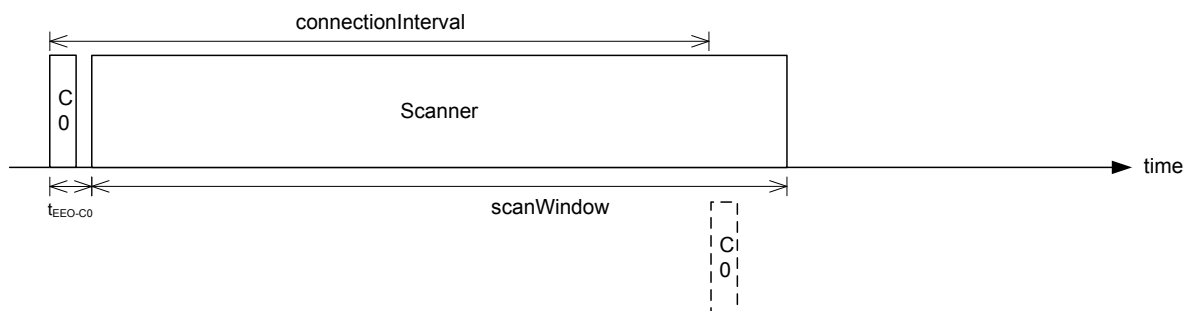 connectionInterval
C
0
Scanner
time
tEEO-C0
scanWindow
C
0